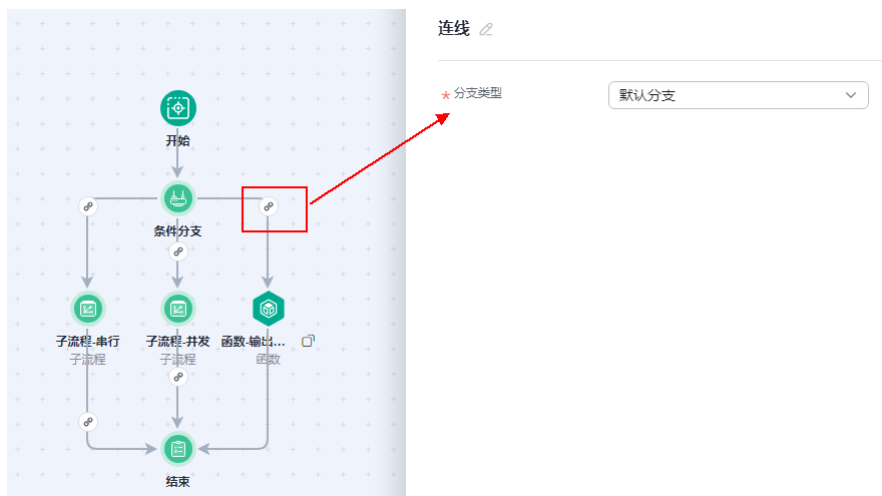 连线
*分支类型
默认分支
开始
条件分支
子流程-串行
子流程
子流程-并发
子流程
函数-输出...
函数
结束